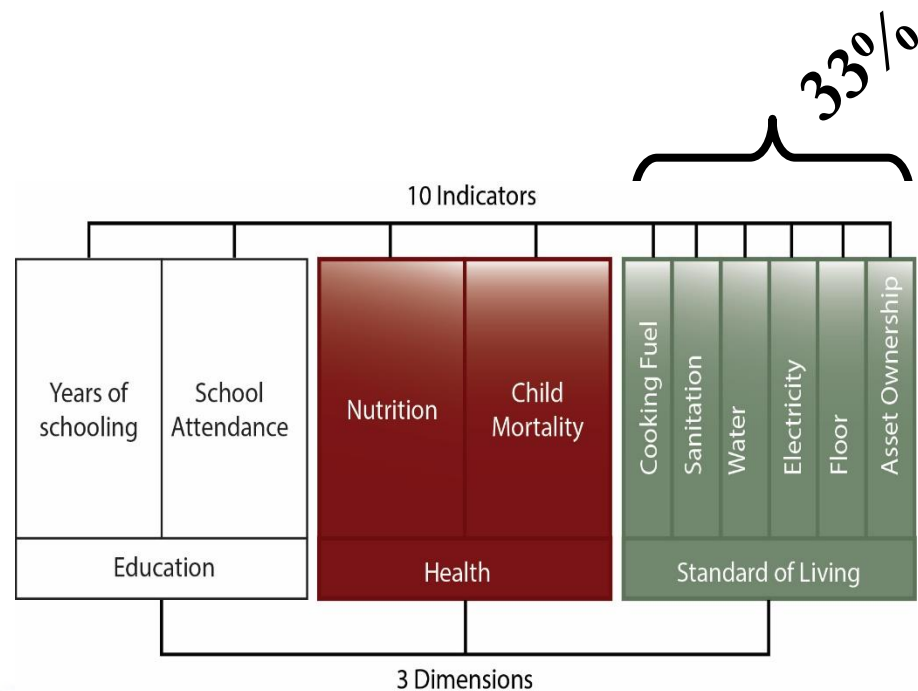 33%
10 Indicators
Years of
schooling
School
Attendance
Nutrition
Child
Mortality
Cooking Fuel
Sanitation
Water
Electricity
Floor
Asset Ownership
Education
Health
Standard of Living
3 Dimensions